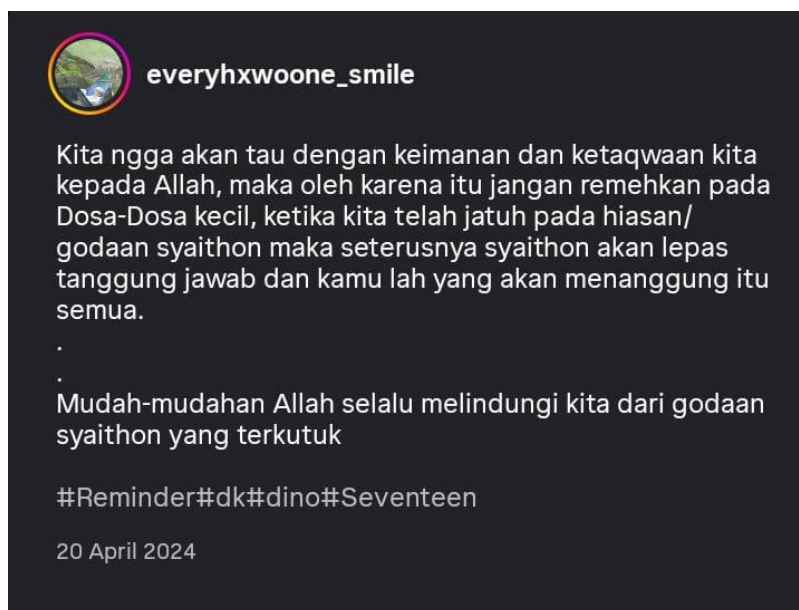 everyhxwoone_smile
Kita ngga akan tau dengan keimanan dan ketaqwaan kita
kepada Allah, maka oleh karena itu jangan remehkan pada
Dosa-Dosa kecil, ketika kita telah jatuh pada hiasan/
godaan syaithon maka seterusnya syaithon akan lepas
tanggung jawab dan kamu lah yang akan menanggung itu
semua.
.
.
Mudah-mudahan Allah selalu melindungi kita dari godaan
syaithon yang terkutuk
#Reminder#dk#dino#Seventeen
20 April 2024